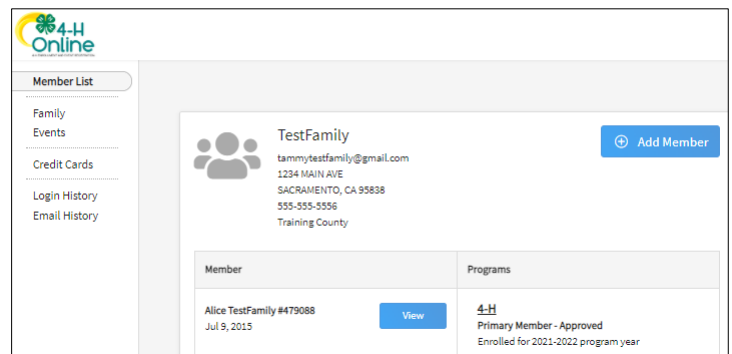 4-H
Online
Member List
Family
Events
Credit Cards
Login History
Email History
TestFamily
tammytestfamily@gmail.com
1234 MAIN AVE
SACRAMENTO, CA 95838
555-555-5556
Training County
Add Member
Member
Programs
Alice TestFamily #479088
Jul 9, 2015
View
4-H
Primary Member - Approved
Enrolled for 2021-2022 program year